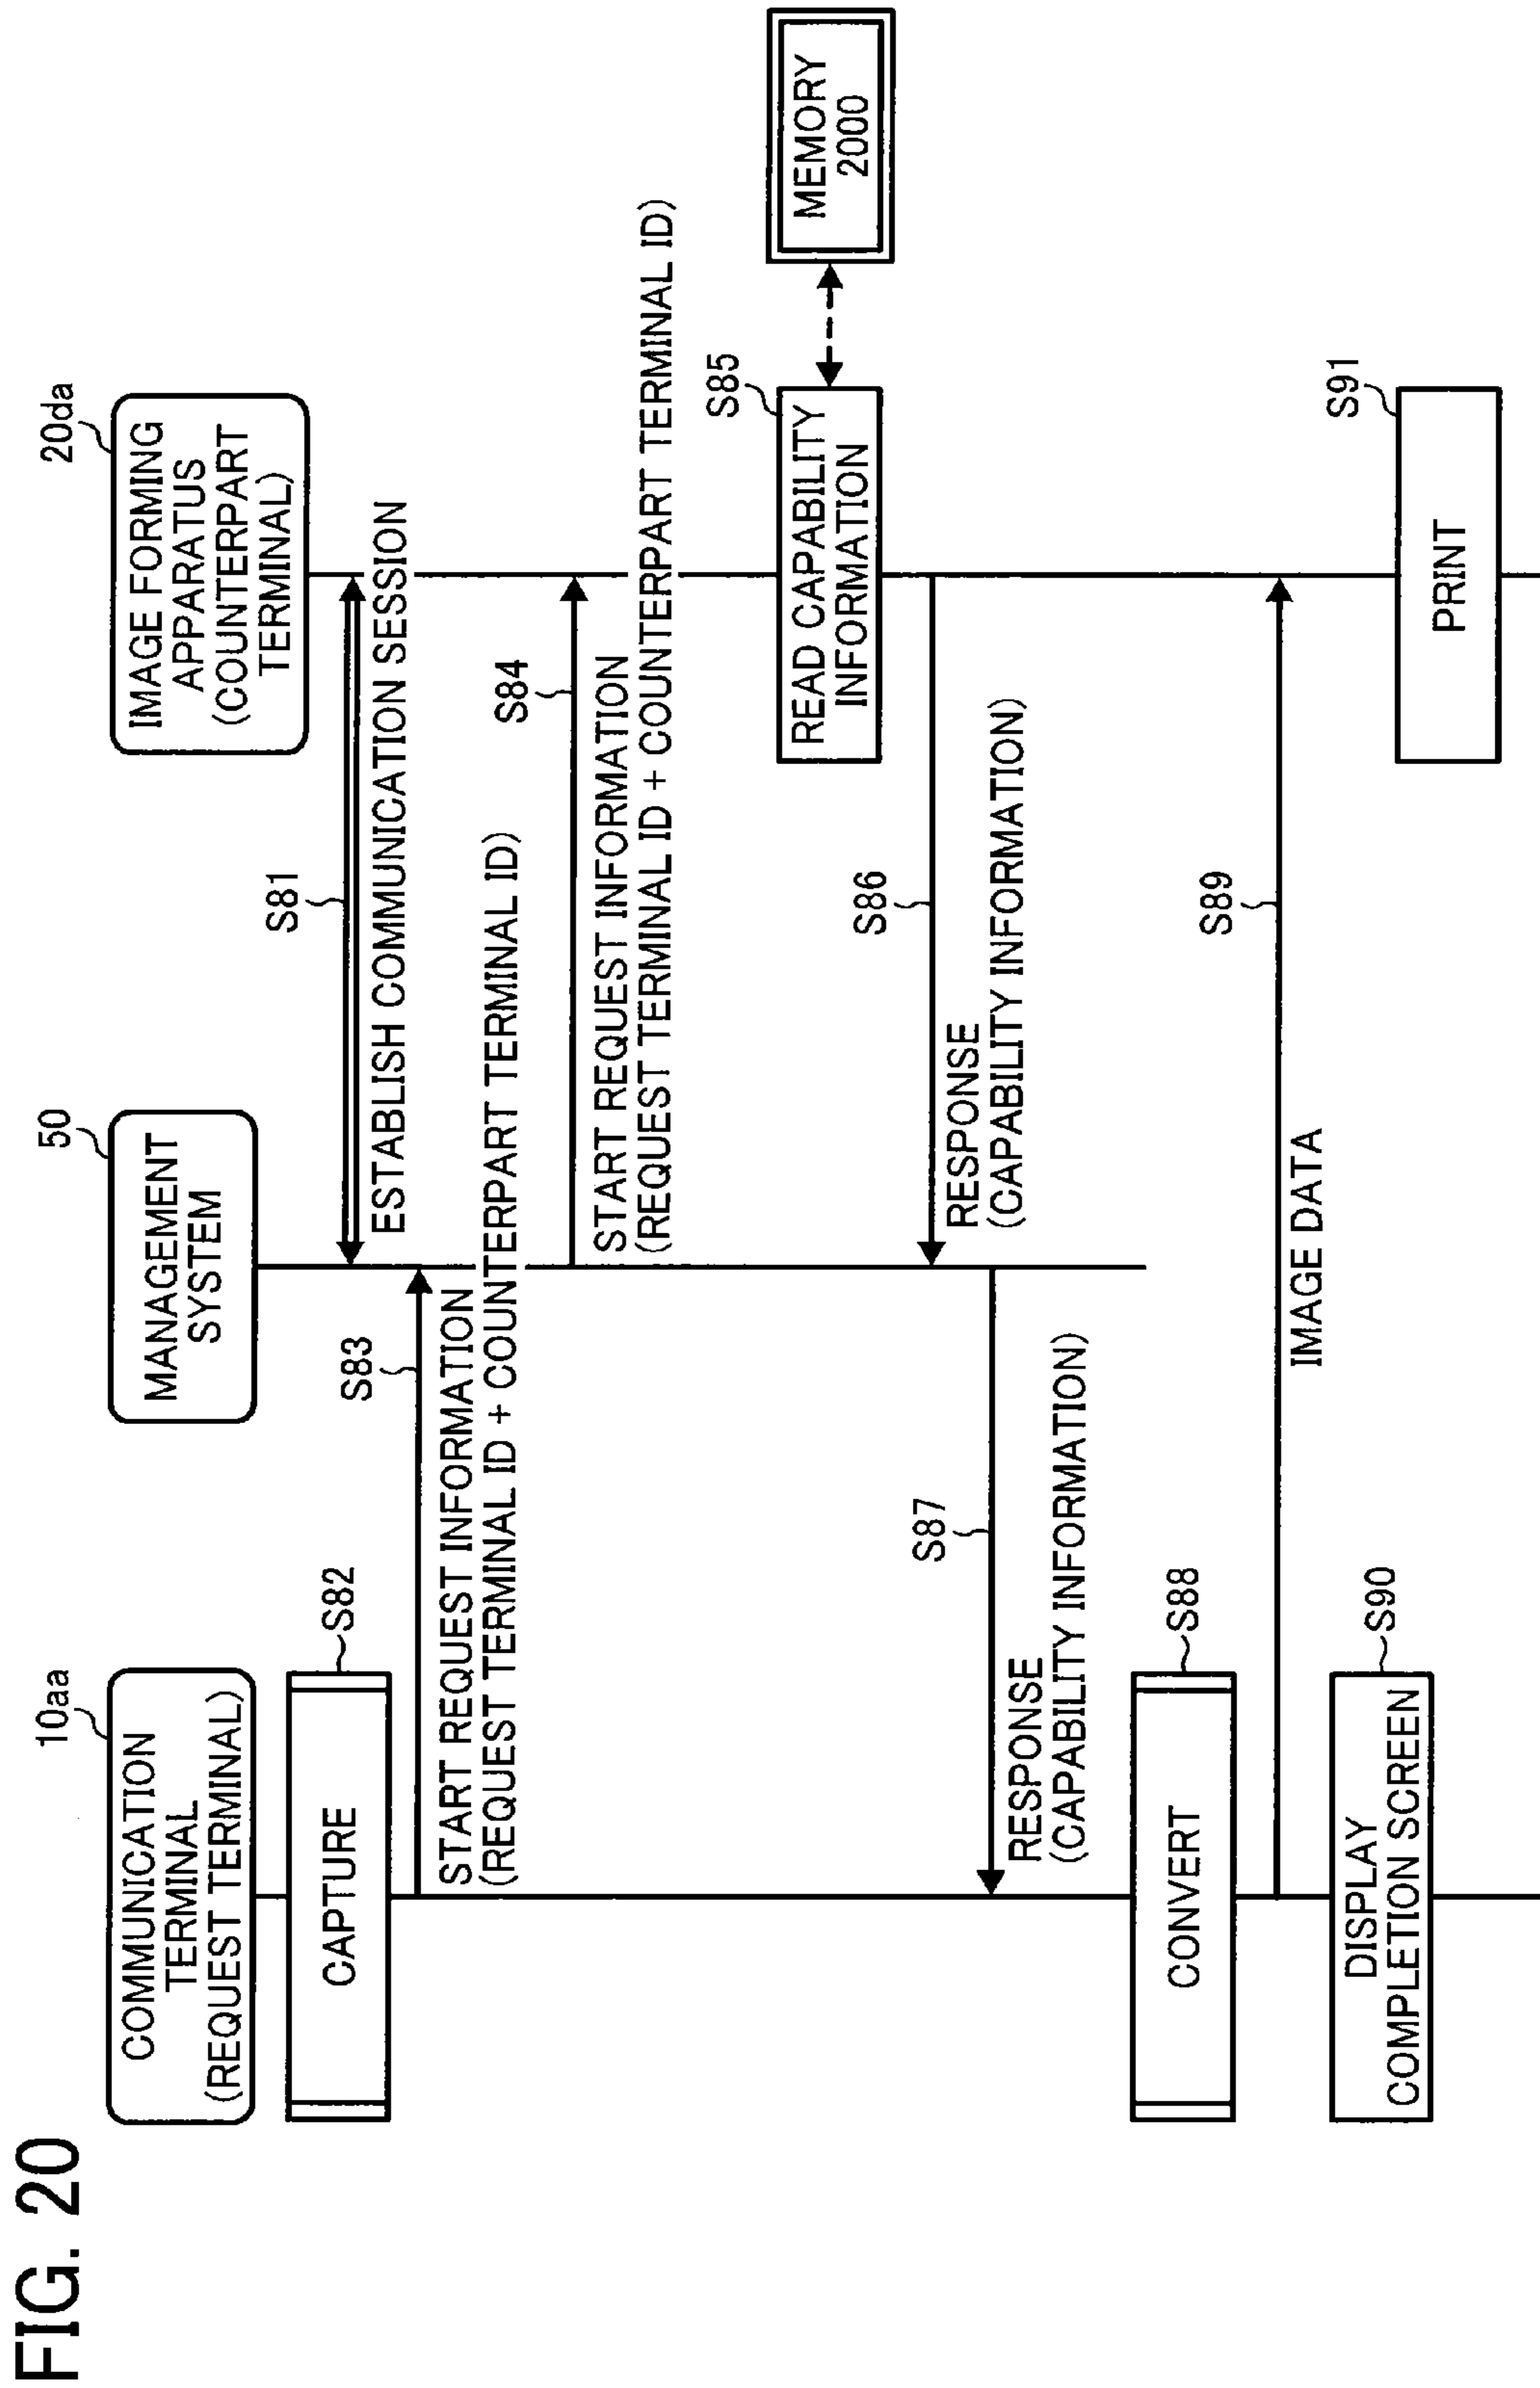 FIG. 20
10aa
COMMUNICATION
TERMINAL
(REQUEST TERMINAL)
50
MANAGEMENT
SYSTEM
20da
IMAGE FORMING
APPARATUS
(COUNTERPART
TERMINAL)
S81
ESTABLISH COMMUNICATION SESSION
CAPTURE
S82
S83
START REQUEST INFORMATION
(REQUEST TERMINAL ID + COUNTERPART TERMINAL ID)
S84
START REQUEST INFORMATION
(REQUEST TERMINAL ID + COUNTERPART TERMINAL ID)
S85
READ CAPABILITY
INFORMATION
MEMORY
2000
S86
RESPONSE
(CAPABILITY INFORMATION)
S87
RESPONSE
(CAPABILITY INFORMATION)
CONVERT
S88
S89
IMAGE DATA
DISPLAY
COMPLETION SCREEN
S90
S91
PRINT